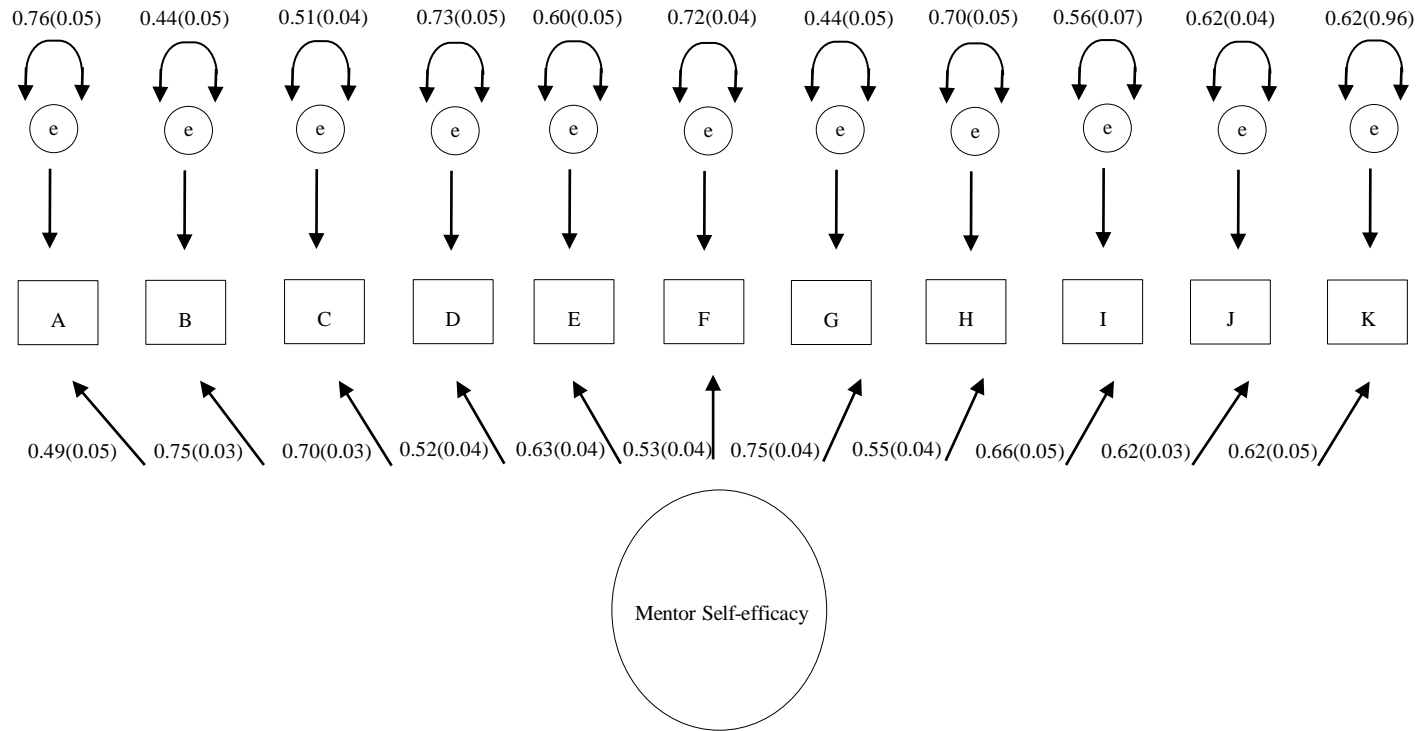 0.76(0.05) 0.44(0.05) 0.51(0.04) 0.73(0.05) 0.60(0.05) 0.72(0.04) 0.44(0.05) 0.70(0.05) 0.56(0.07) 0.62(0.04) 0.62(0.96)
e e e e e e e e e e e
A B C D E F G H I J K
0.49(0.05) 0.75(0.03) 0.70(0.03) 0.52(0.04) 0.63(0.04) 0.53(0.04) 0.75(0.04) 0.55(0.04) 0.66(0.05) 0.62(0.03) 0.62(0.05)
Mentor Self-efficacy